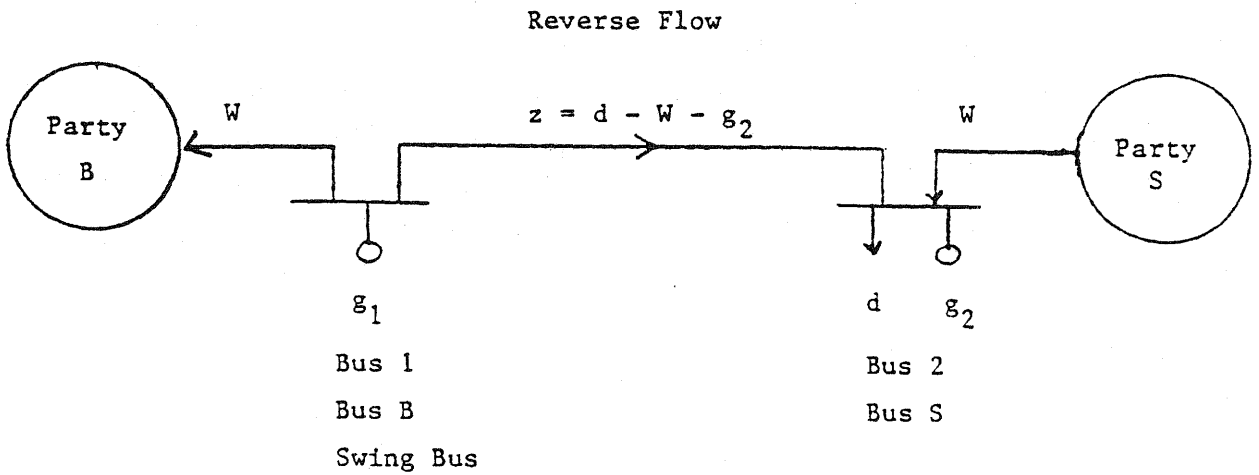 Reverse Flow
Party
B
W
z = d - W - g₂
W
Party
S
g₁
Bus 1
Bus B
Swing Bus
d
g₂
Bus 2
Bus S